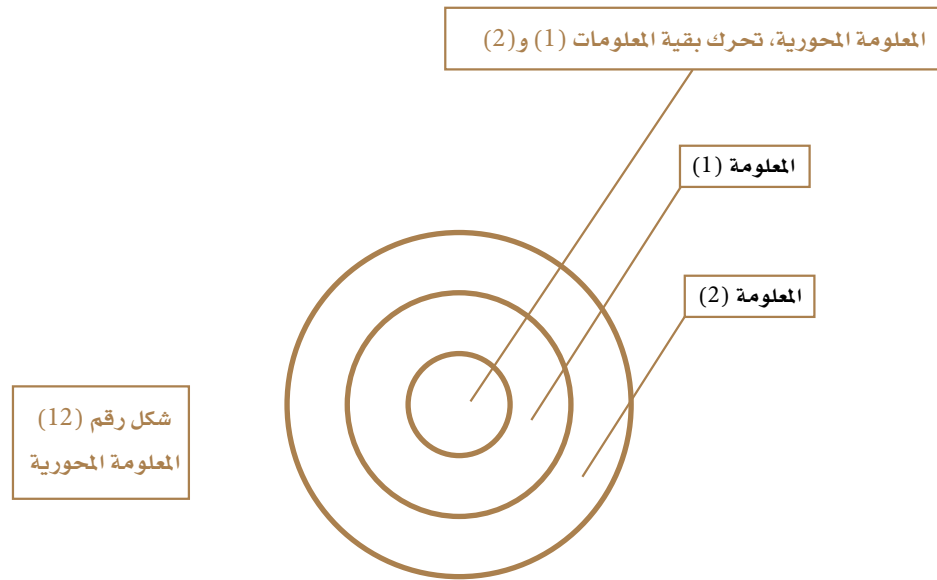 المعلومة المحورية، تحرك بقية المعلومات (1) و(2)
المعلومة (1)
المعلومة (2)
شكل رقم (12)
المعلومة المحورية